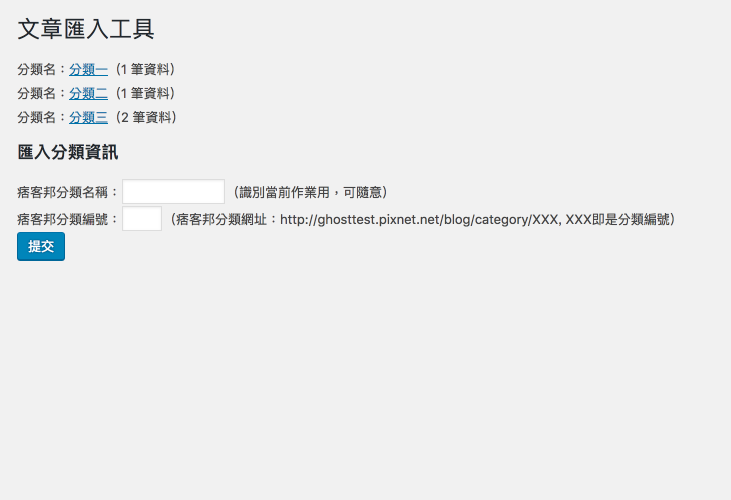 文章匯入工具
分類名：分類一（1 筆資料）
分類名：分類二（1 筆資料）
分類名：分類三（2 筆資料）
匯入分類資訊
痞客邦分類名稱：（識別當前作業用，可隨意）
痞客邦分類編號：（痞客邦分類網址：http://ghosttest.pixnet.net/blog/category/XXX, XXX即是分類編號）
提交